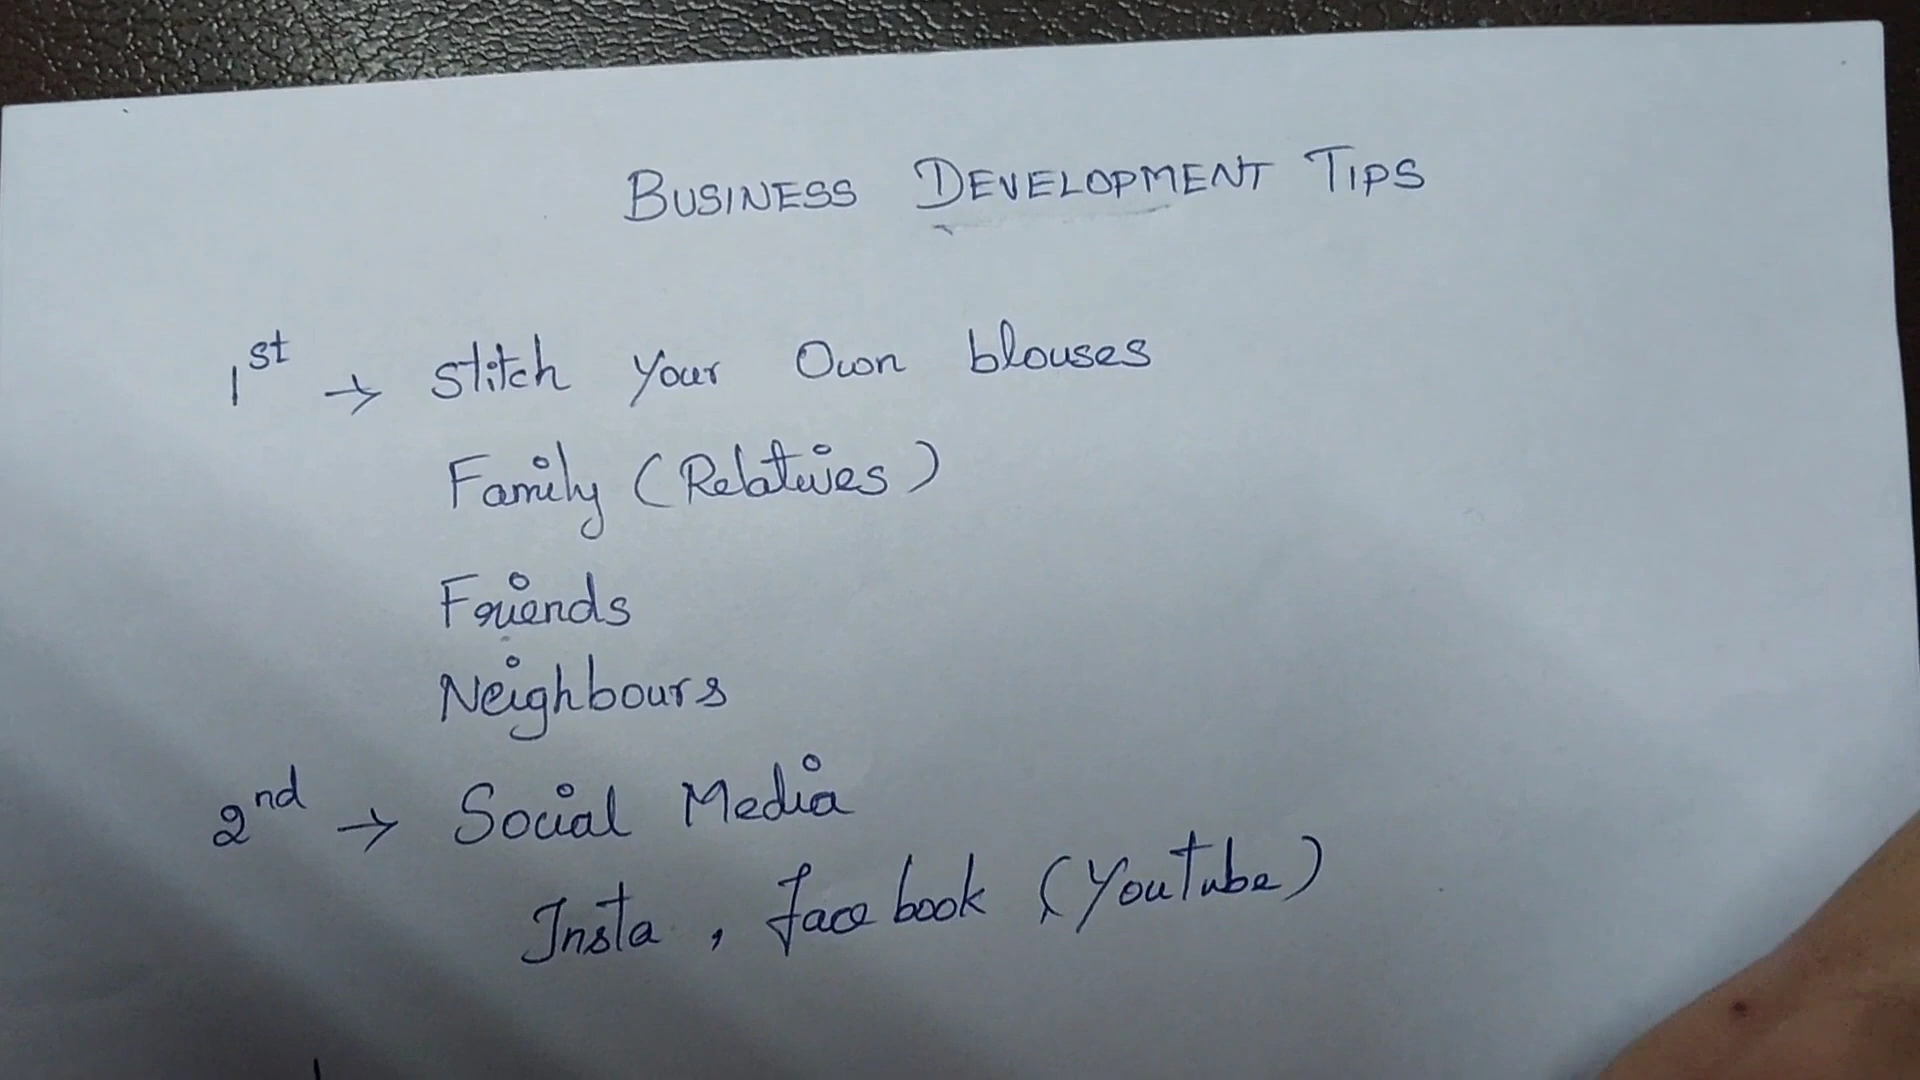 BUSINESS DEVELOPMENT TIPS
1st → Stitch Your Own blouses
Family (Relatives)
Friends
Neighbours
2nd → Social Media
Insta , face book (YouTube)